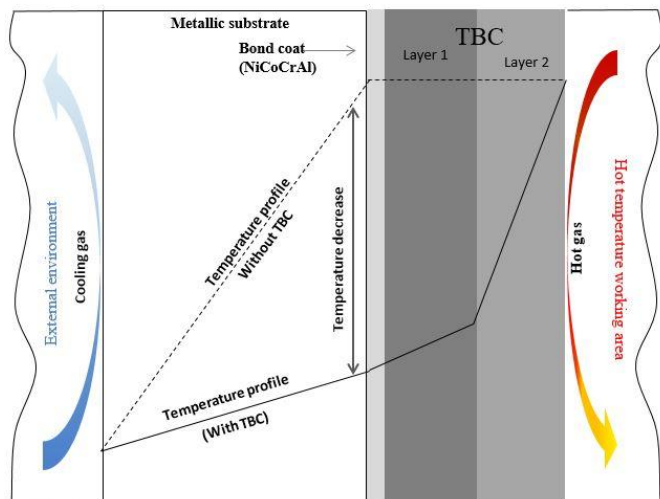 Metallic substrate
Bond coat
(NiCoCrAl)
TBC
Layer 1
Layer 2
External environment
Cooling gas
Temperature profile
Without TBC
Temperature decrease
Temperature profile
(With TBC)
Hot gas
Hot temperature working
area